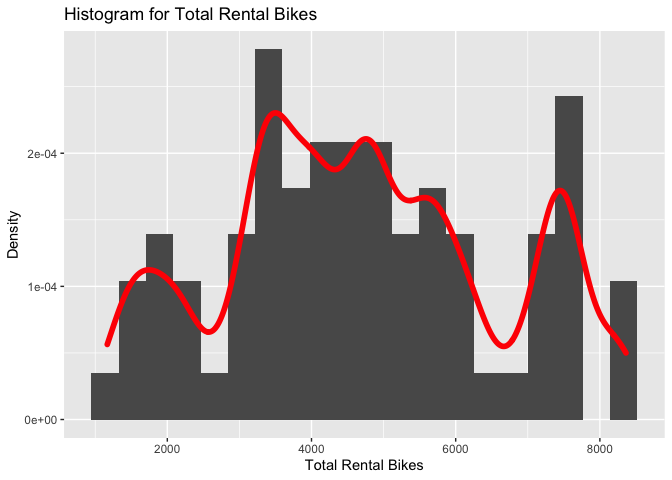 Histogram for Total Rental Bikes
Density
2e-04
1e-04
0e+00
2000 4000 6000 8000
Total Rental Bikes